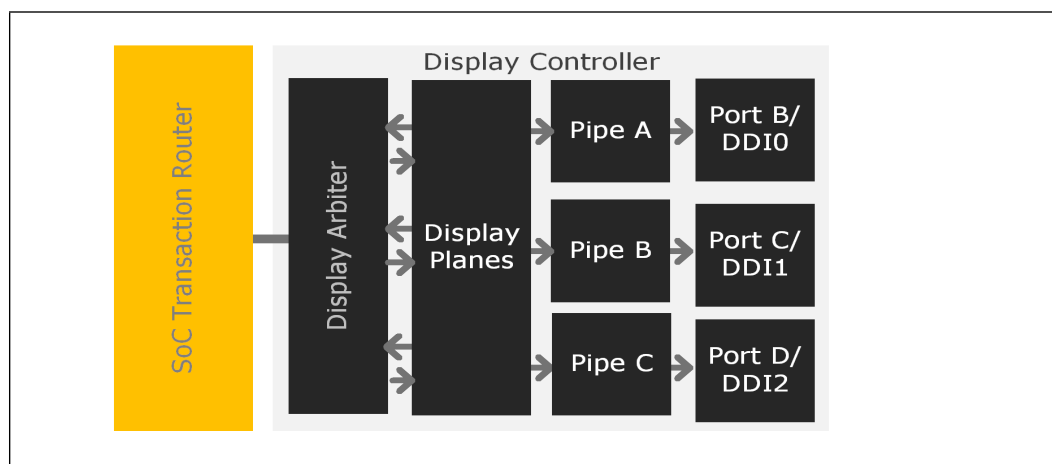 Display Controller
SoC Transaction Router
Display Arbiter
Display
Planes
Pipe A
Port B/
DDI0
Pipe B
Port C/
DDI1
Pipe C
Port D/
DDI2